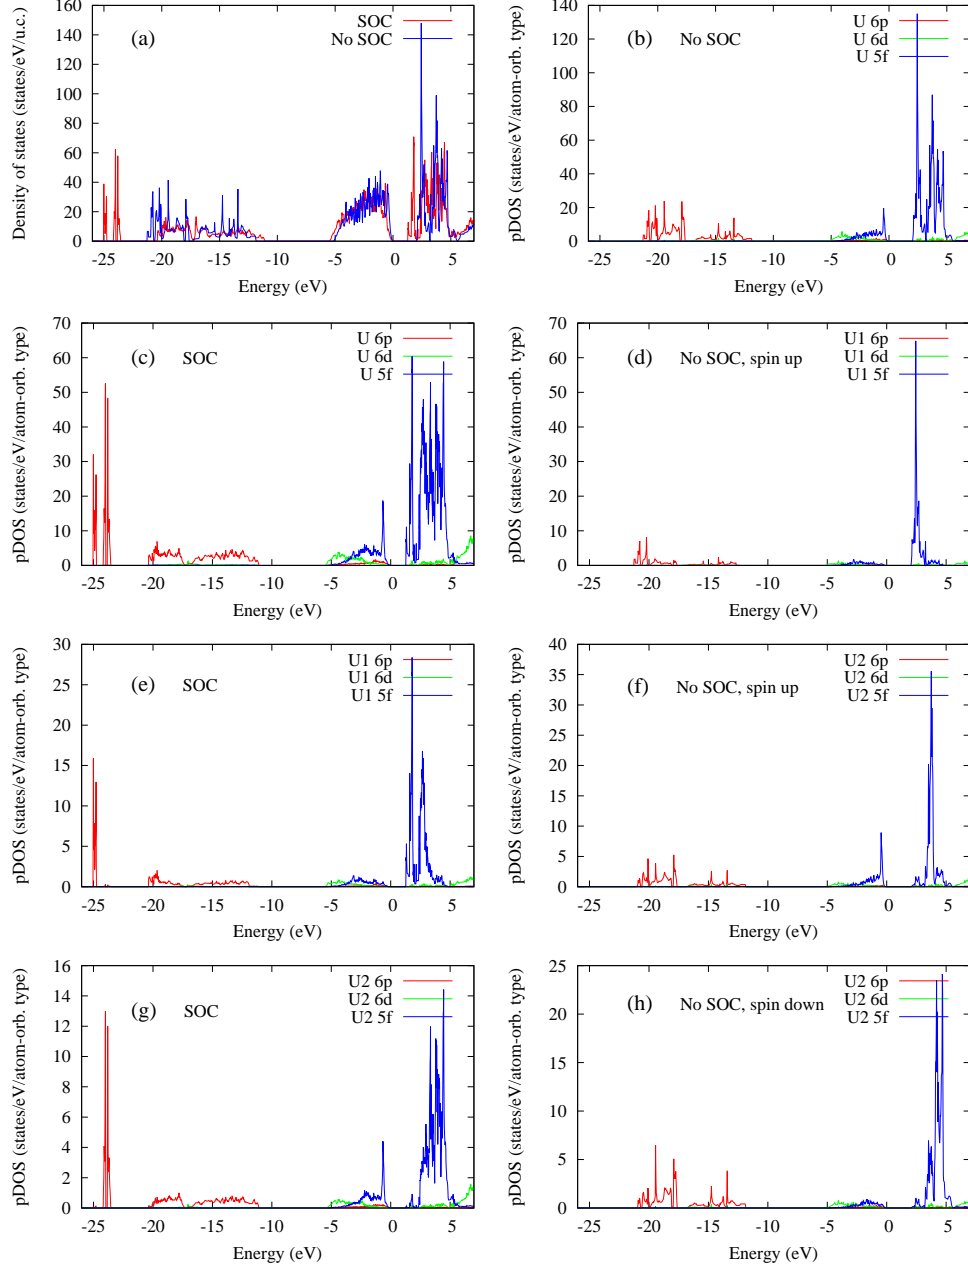 Density of states (states/eV/u.c.)
160
140
120
100
80
60
40
20
0
(a)
SOC
No SOC
-25 -20 -15 -10 -5 0 5
Energy (eV)
pDOS (states/eV/atom-orb. type)
140
120
100
80
60
40
20
0
(b)
No SOC
U 6p
U 6d
U 5f
-25 -20 -15 -10 -5 0 5
Energy (eV)
pDOS (states/eV/atom-orb. type)
70
60
50
40
30
20
10
0
(c)
SOC
U 6p
U 6d
U 5f
-25 -20 -15 -10 -5 0 5
Energy (eV)
pDOS (states/eV/atom-orb. type)
70
60
50
40
30
20
10
0
(d)
No SOC, spin up
U1 6p
U1 6d
U1 5f
-25 -20 -15 -10 -5 0 5
Energy (eV)
pDOS (states/eV/atom-orb. type)
30
25
20
15
10
5
0
(e)
SOC
U1 6p
U1 6d
U1 5f
-25 -20 -15 -10 -5 0 5
Energy (eV)
pDOS (states/eV/atom-orb. type)
40
35
30
25
20
15
10
5
0
(f)
No SOC, spin up
U2 6p
U2 6d
U2 5f
-25 -20 -15 -10 -5 0 5
Energy (eV)
pDOS (states/eV/atom-orb. type)
16
14
12
10
8
6
4
2
0
(g)
SOC
U2 6p
U2 6d
U2 5f
-25 -20 -15 -10 -5 0 5
Energy (eV)
pDOS (states/eV/atom-orb. type)
25
20
15
10
5
0
(h)
No SOC, spin down
U2 6p
U2 6d
U2 5f
-25 -20 -15 -10 -5 0 5
Energy (eV)